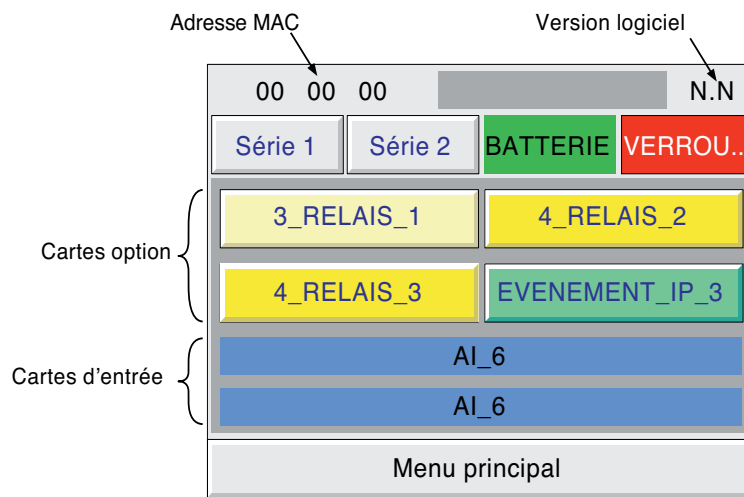 Adresse MAC
Version logiciel
00 00 00
N.N
Série 1
Série 2
BATTERIE
VERROU..
3_RELAIS_1
4_RELAIS_2
Cartes option
4_RELAIS_3
EVENEMENT_IP_3
AI_6
Cartes d'entrée
AI_6
Menu principal